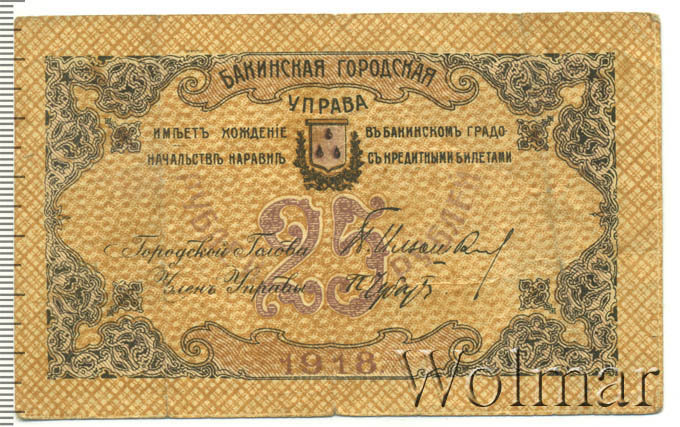 БАКИНСКАЯ ГОРОДСКАЯ
УПРАВА
ИМѢЕТЪ ХОЖДЕНІЕ ВЪ БАКИНСКОМЪ ГРАДО
НАЧАЛЬСТВѢ НАРАВНѢ СЪ КРЕДИТНЫМИ БИЛЕТАМИ
25
Городской Голова
Членъ Управы
1918
Wolmar